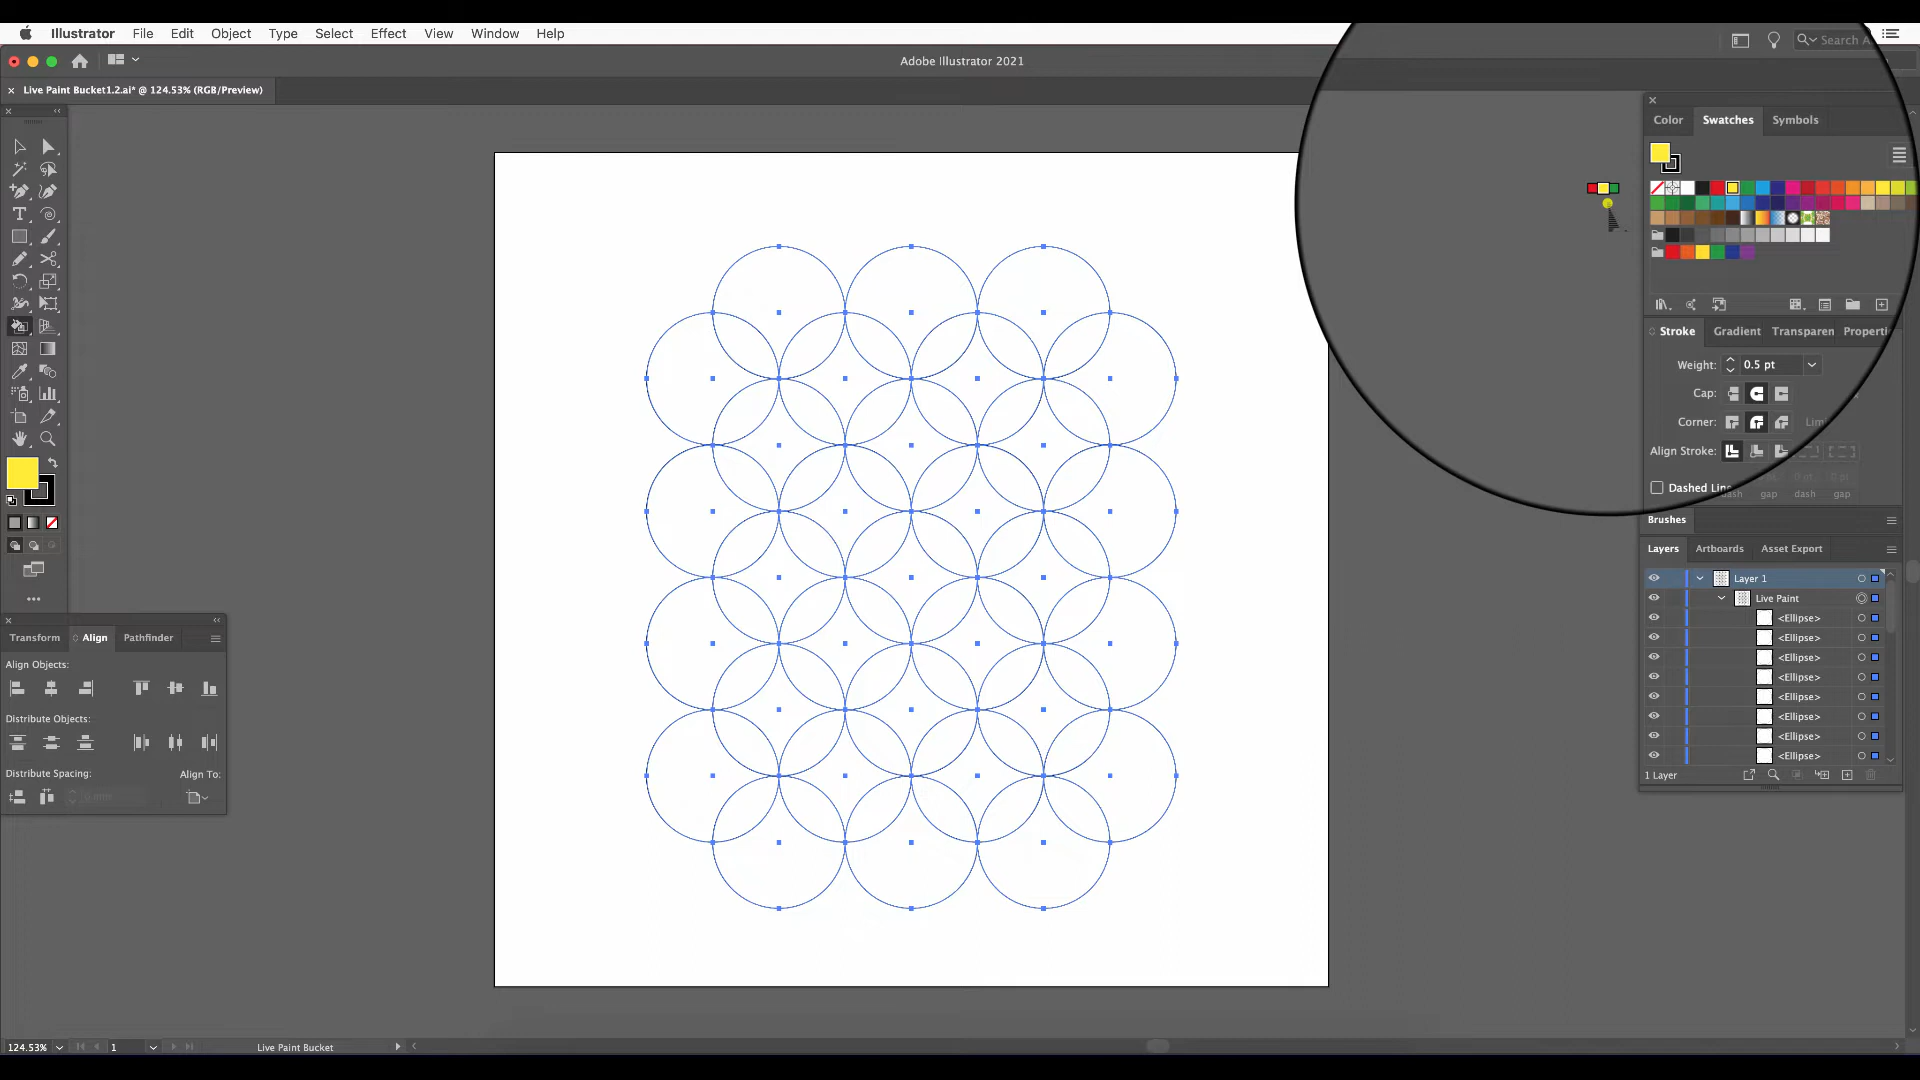 Illustrator File Edit Object Type Select Effect View Window Help
Search A
Adobe Illustrator 2021
Live Paint Bucket1.2.ai* @ 124.53% (RGB/Preview)
Color Swatches Symbols
Stroke Gradient Transparen Properti
Weight: 0.5 pt
Cap:
Corner: Lim
Align Stroke:
Dashed Line
dash gap dash gap
Brushes
Layers Artboards Asset Export
Layer 1
Live Paint
<Ellipse>
<Ellipse>
<Ellipse>
<Ellipse>
<Ellipse>
<Ellipse>
<Ellipse>
<Ellipse>
1 Layer
Transform Align Pathfinder
Align Objects:
Distribute Objects:
Distribute Spacing: Align To:
124.53% 1 Live Paint Bucket